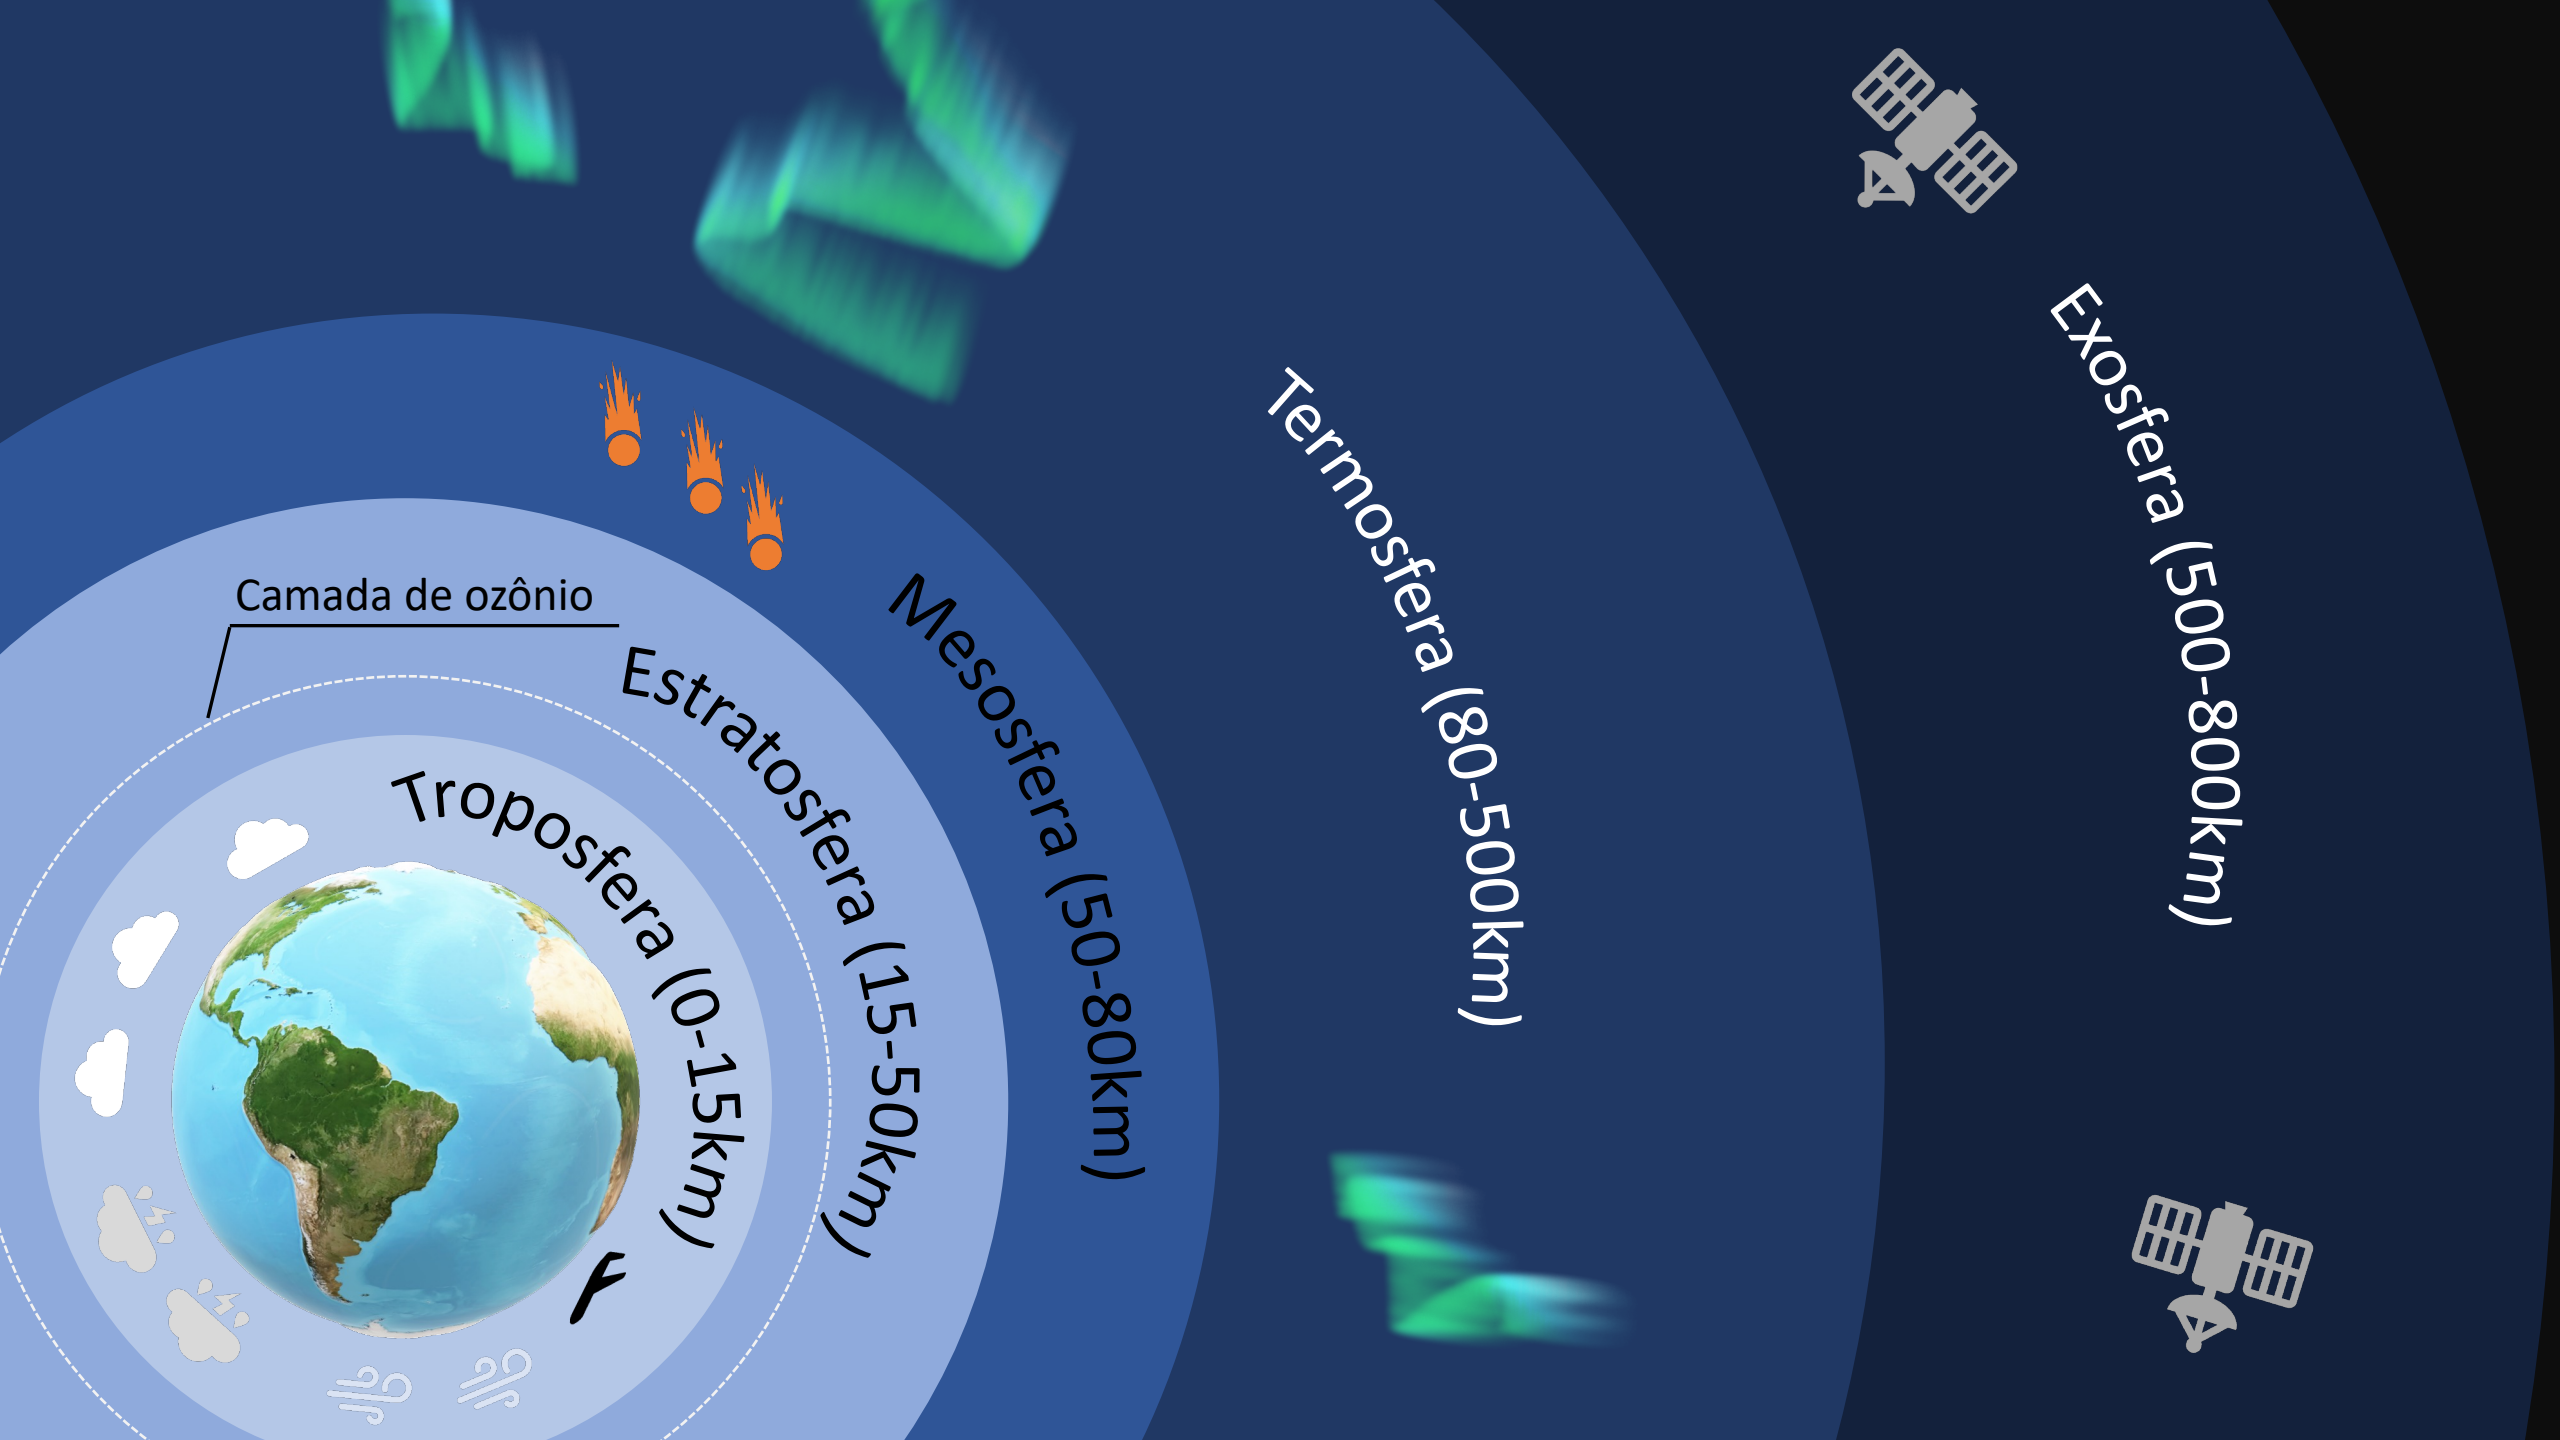 Camada de ozônio
Troposfera (0-15km)
Estratosfera (15-50km)
Mesosfera (50-80km)
Termosfera (80-500km)
Exosfera (500-800km)